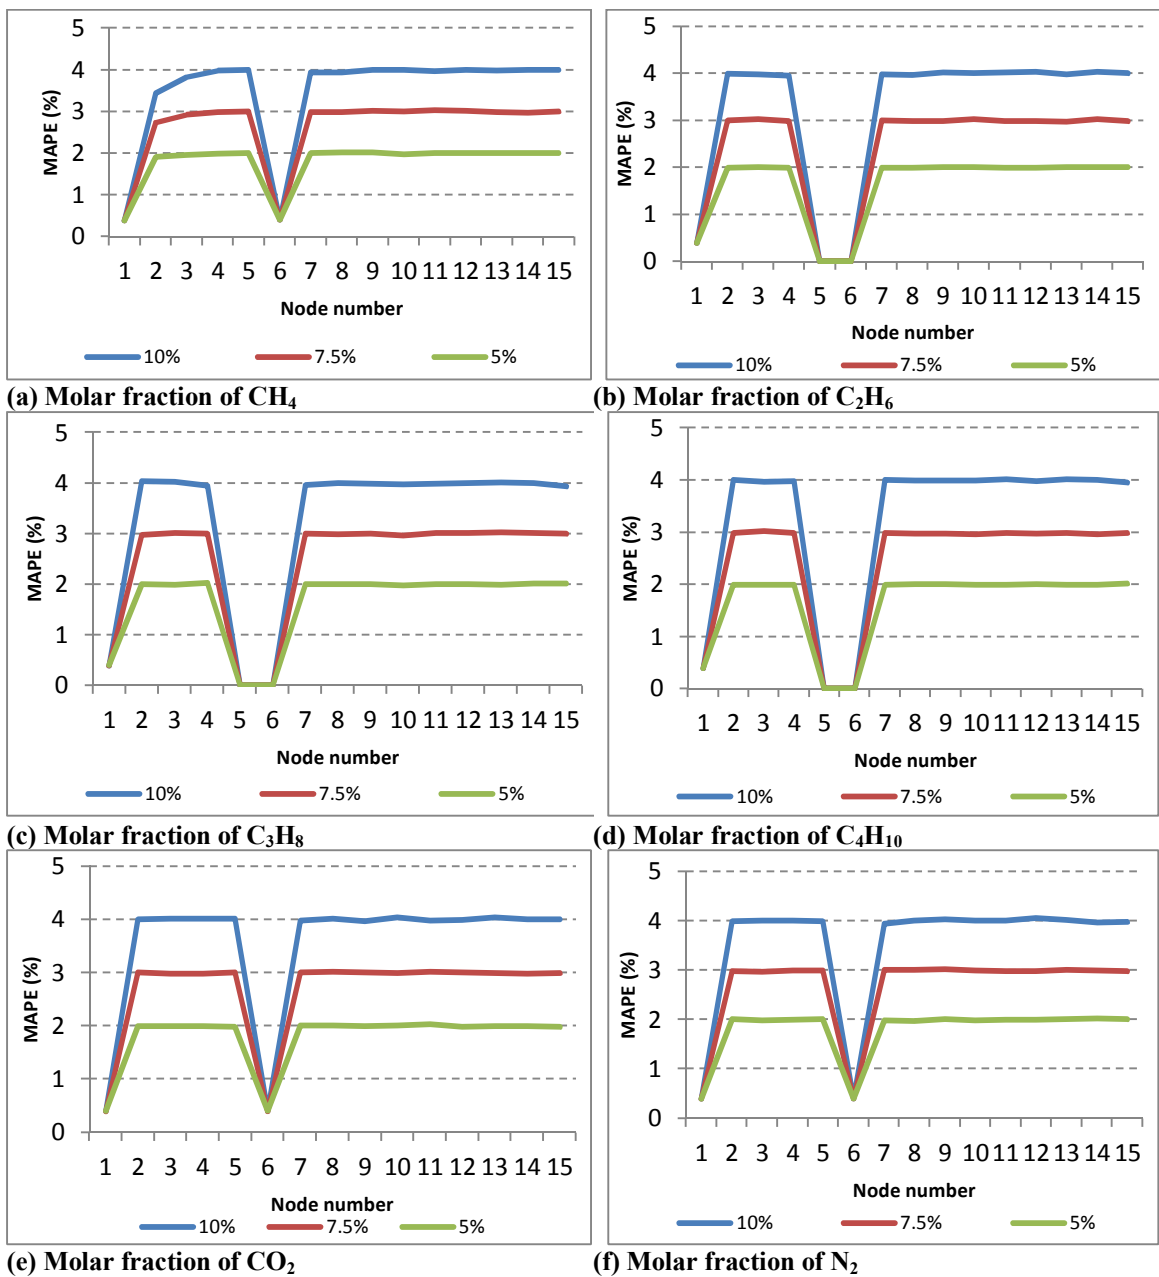 5
4
3
2
1
0
MAPE (%)
1 2 3 4 5 6 7 8 9 10 11 12 13 14 15
Node number
10% 7.5% 5%
(a) Molar fraction of CH₄
5
4
3
2
1
0
MAPE (%)
1 2 3 4 5 6 7 8 9 10 11 12 13 14 15
Node number
10% 7.5% 5%
(b) Molar fraction of C₂H₆
5
4
3
2
1
0
MAPE (%)
1 2 3 4 5 6 7 8 9 10 11 12 13 14 15
Node number
10% 7.5% 5%
(c) Molar fraction of C₃H₈
5
4
3
2
1
0
MAPE (%)
1 2 3 4 5 6 7 8 9 10 11 12 13 14 15
Node number
10% 7.5% 5%
(d) Molar fraction of C₄H₁₀
5
4
3
2
1
0
MAPE (%)
1 2 3 4 5 6 7 8 9 10 11 12 13 14 15
Node number
10% 7.5% 5%
(e) Molar fraction of CO₂
5
4
3
2
1
0
MAPE (%)
1 2 3 4 5 6 7 8 9 10 11 12 13 14 15
Node number
10% 7.5% 5%
(f) Molar fraction of N₂